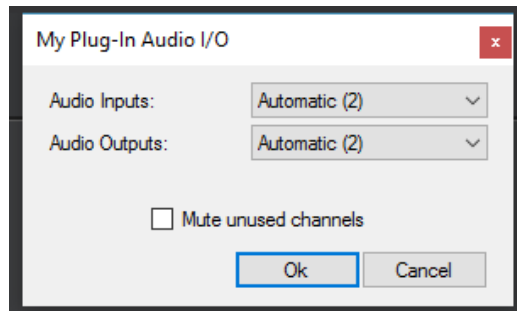 My Plug-In Audio I/O
x
Audio Inputs: Automatic (2)
Audio Outputs: Automatic (2)
Mute unused channels
Ok Cancel